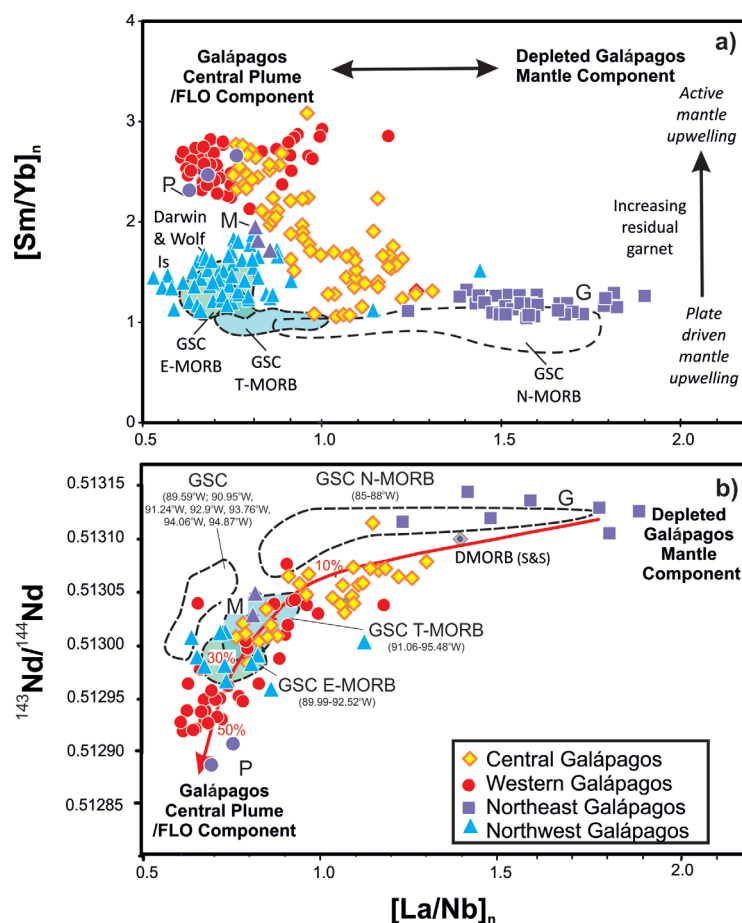 a)
Galápagos
Central Plume
/FLO Component
Depleted Galápagos
Mantle Component
Active
mantle
upwelling
Increasing
residual
garnet
Plate
driven
mantle
upwelling
[Sm/Yb]n
4
3
2
1
0
P
M
G
Darwin
& Wolf
Is
GSC
E-MORB
GSC
T-MORB
GSC
N-MORB
0.5
1.0
1.5
2.0
b)
GSC
(89.59°W; 90.95°W,
91.24°W, 92.9°W, 93.76°W,
94.06°W, 94.87°W)
GSC N-MORB
(85-88°W)
G
Depleted
Galápagos
Mantle
Component
DMORB (S&S)
10%
M
GSC T-MORB
(91.06-95.48°W)
30%
GSC E-MORB
(89.99-92.52°W)
50%
P
Galápagos
Central Plume
/FLO Component
143Nd/144Nd
0.51315
0.51310
0.51305
0.51300
0.51295
0.51290
0.51285
Central Galápagos
Western Galápagos
Northeast Galápagos
Northwest Galápagos
0.5
1.0
1.5
2.0
[La/Nb]n